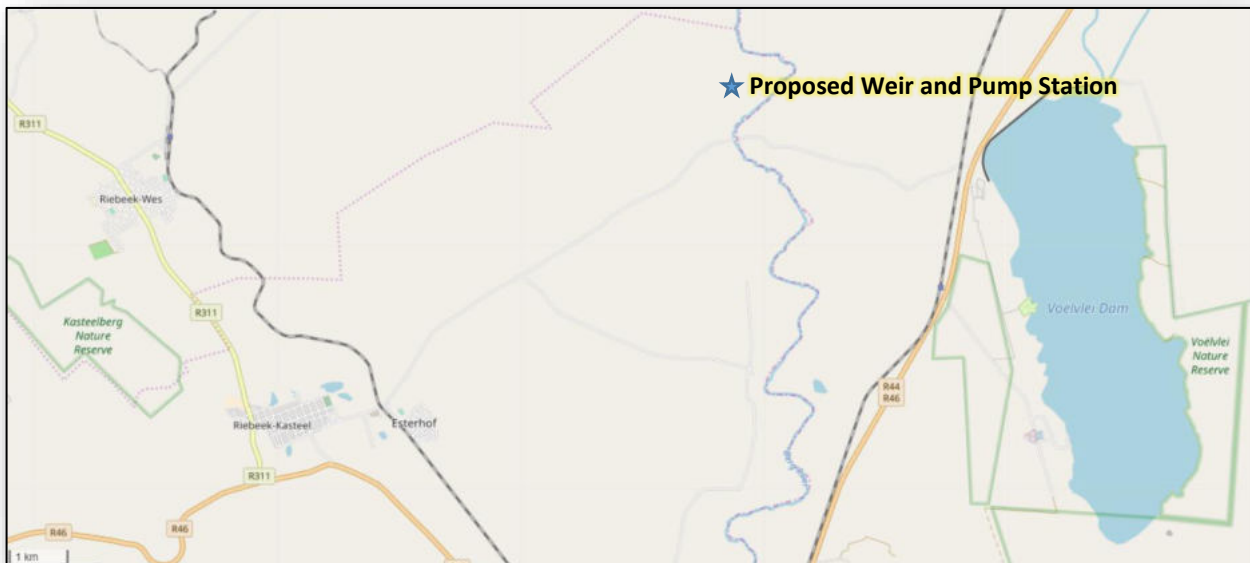 Proposed Weir and Pump Station
R311
Riebeek-Wes
R311
Kasteelberg
Nature
Reserve
Voelvlei Dam
Voëlvlei
Nature
Reserve
R44
R46
Riebeek-Kasteel
Esterhof
R311
R46
R46
1 km